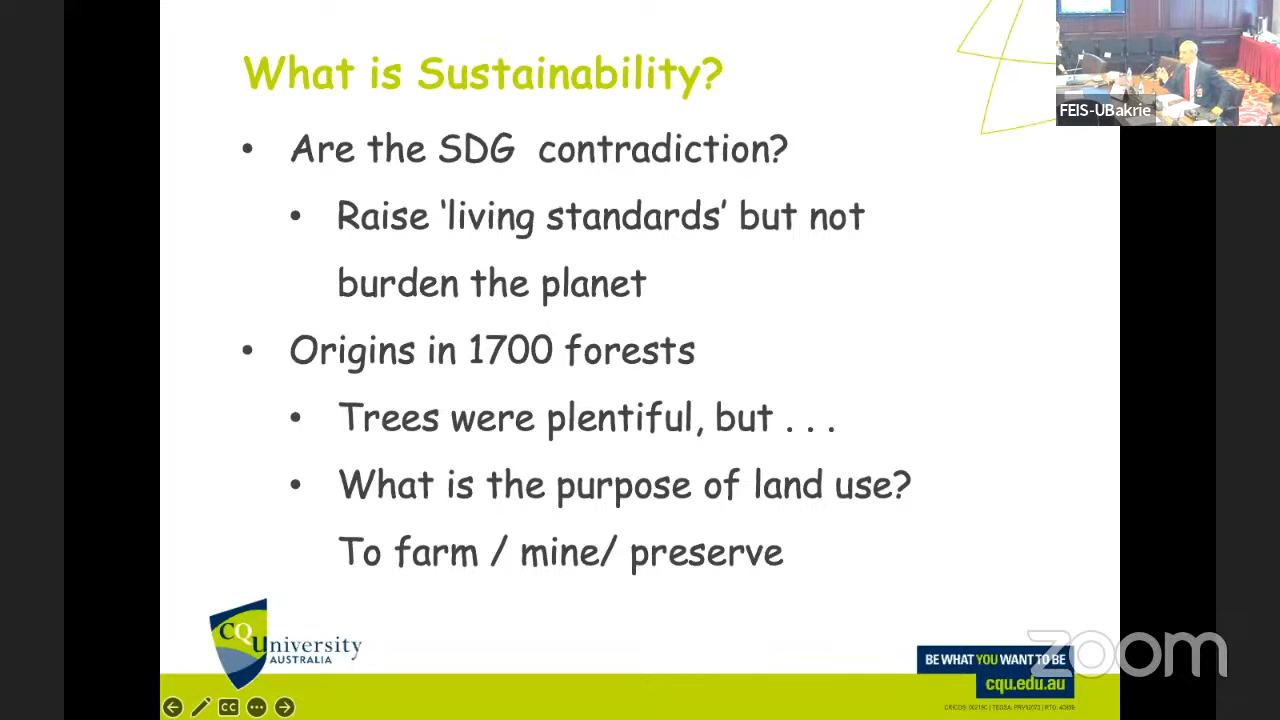 What is Sustainability?
• Are the SDG contradiction?
• Raise ‘living standards’ but not
burden the planet
• Origins in 1700 forests
• Trees were plentiful, but . . .
• What is the purpose of land use?
To farm / mine/ preserve
FEIS-UBakrie
CQUniversity
AUSTRALIA
BE WHAT YOU WANT TO BE
cqu.edu.au
zoom
CC